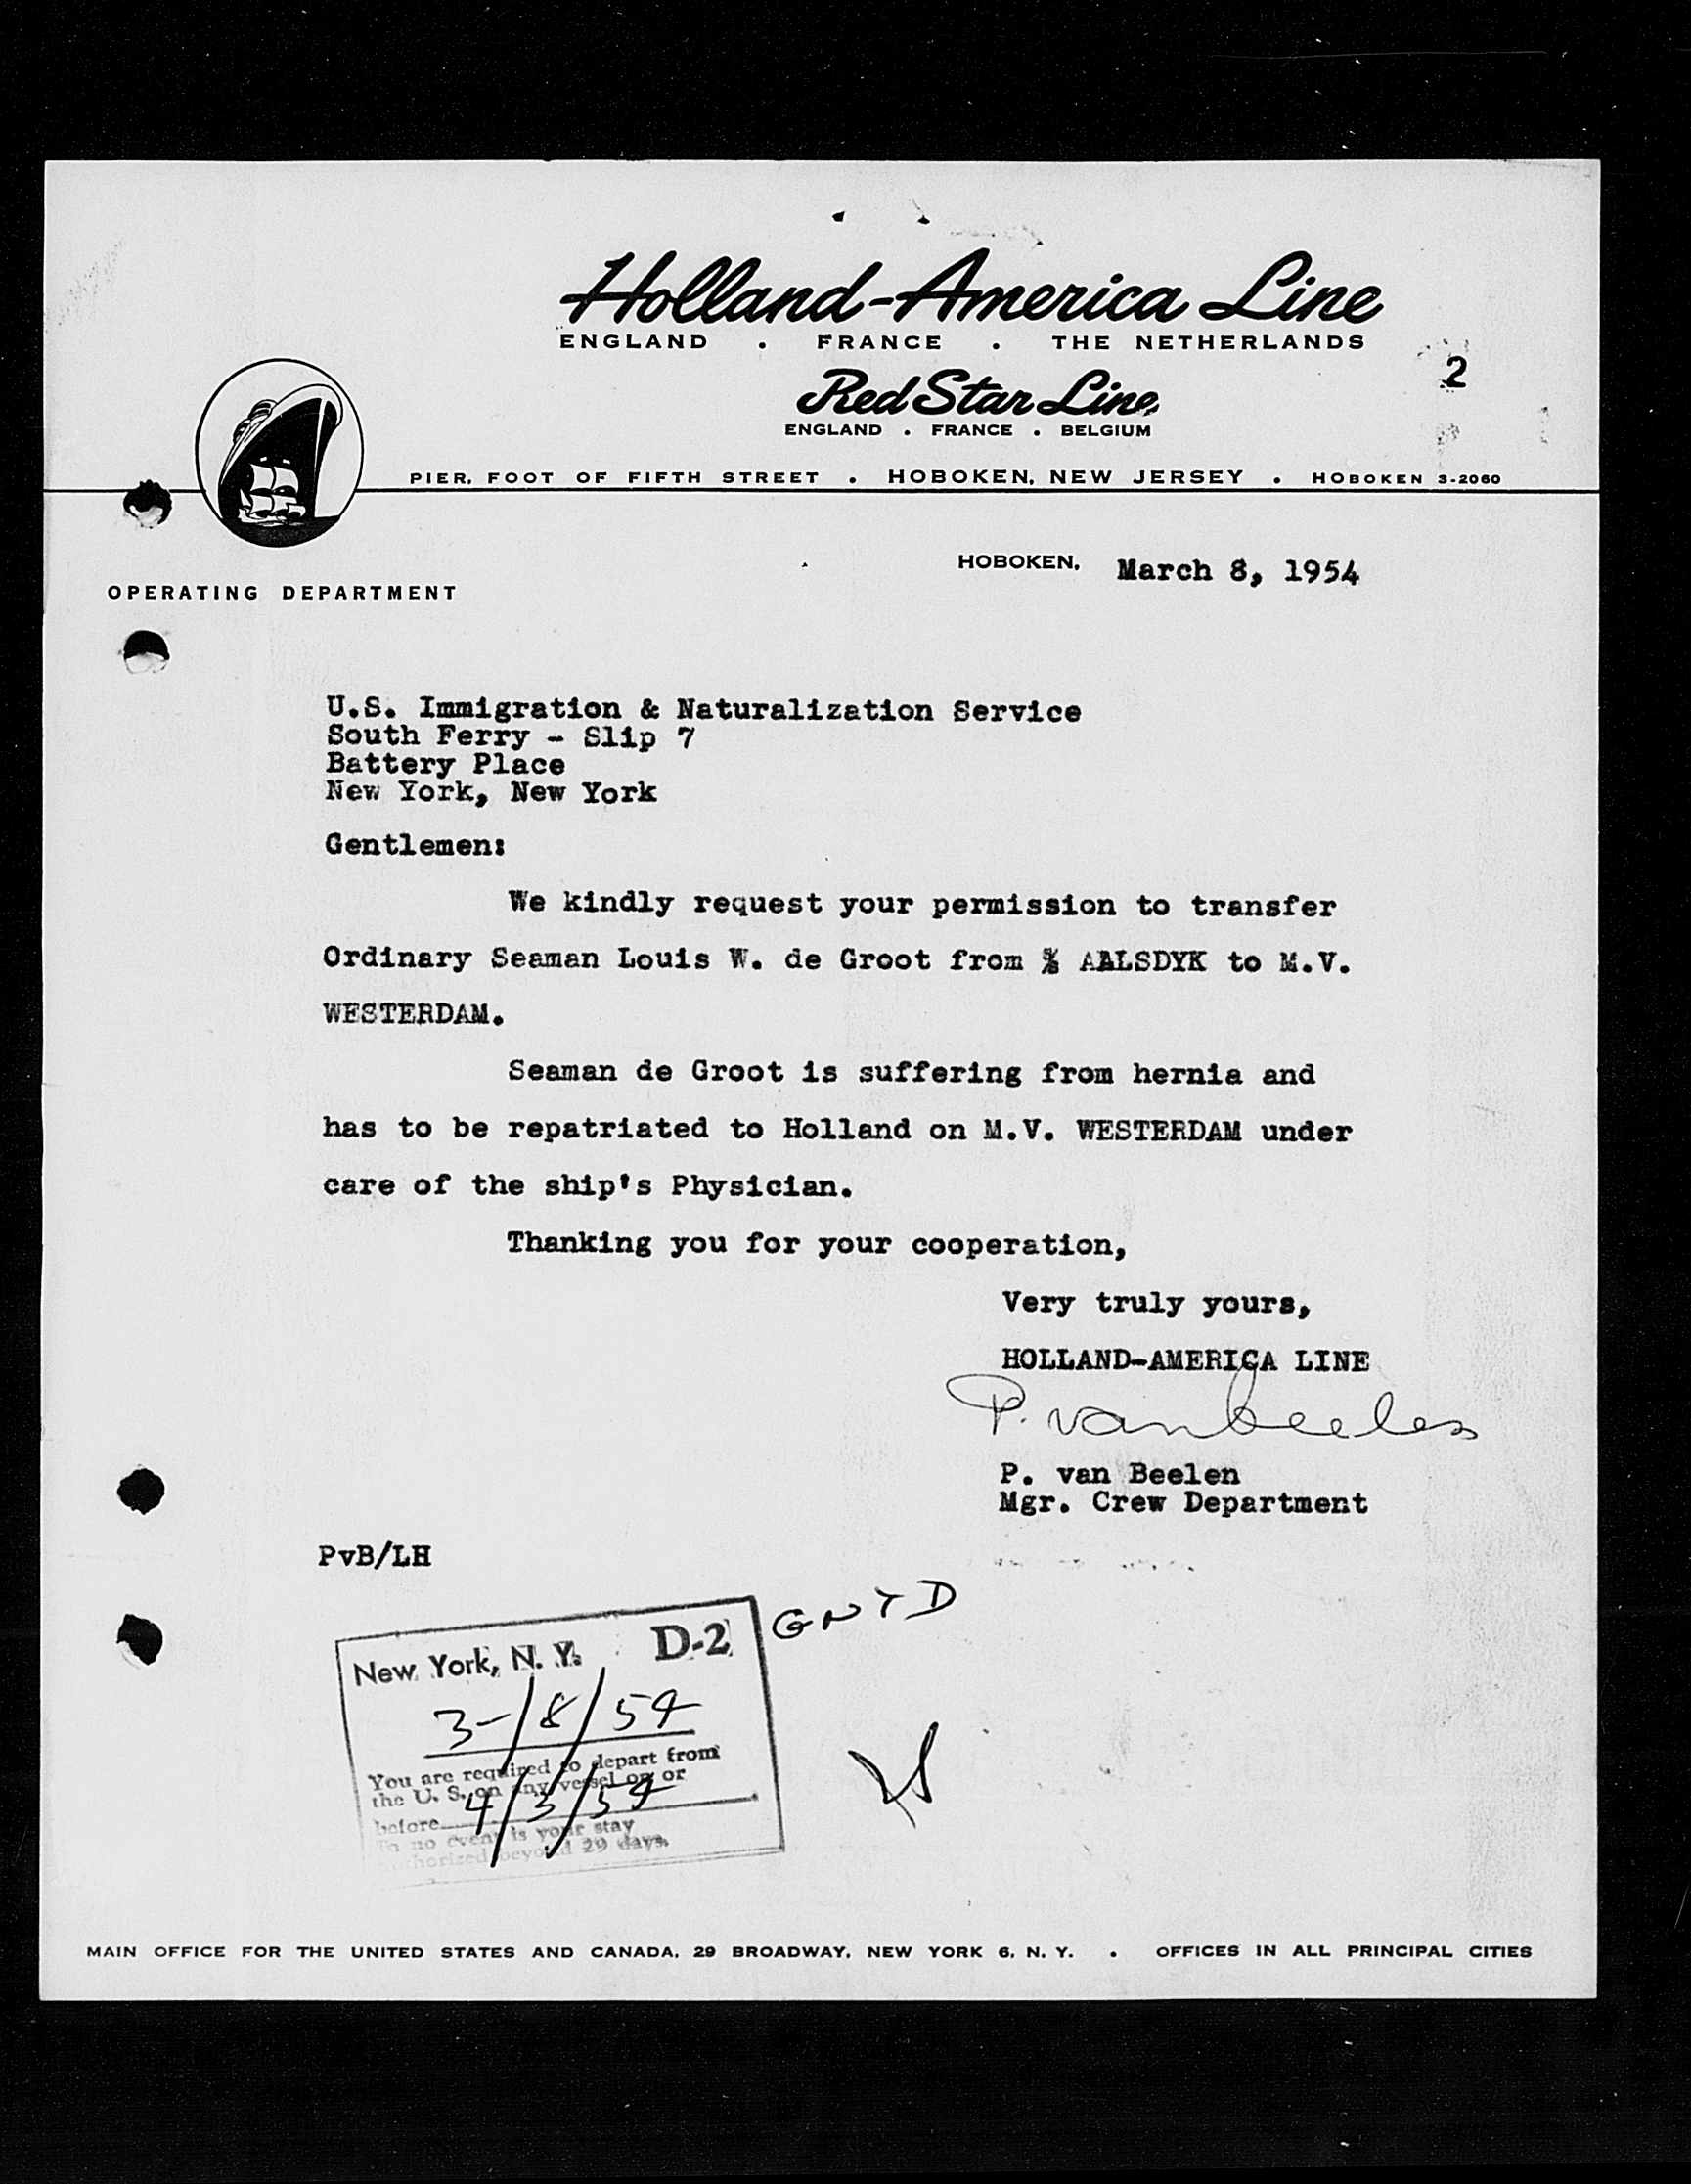 Holland-America Line
ENGLAND . FRANCE . THE NETHERLANDS
2
Red Star Line
ENGLAND . FRANCE . BELGIUM
PIER, FOOT OF FIFTH STREET . HOBOKEN, NEW JERSEY . HOBOKEN 3-2060
HOBOKEN, March 8, 1954
OPERATING DEPARTMENT
U.S. Immigration & Naturalization Service
South Ferry - Slip 7
Battery Place
New York, New York
Gentlemen:
We kindly request your permission to transfer
Ordinary Seaman Louis W. de Groot from AALSDYK to M.V.
WESTERDAM.
Seaman de Groot is suffering from hernia and
has to be repatriated to Holland on M.V. WESTERDAM under
care of the ship's Physician.
Thanking you for your cooperation,
Very truly yours,
HOLLAND-AMERICA LINE
P. van Beelen
P. van Beelen
Mgr. Crew Department
PvB/LH
GNTD
New York, N. Y. D-2
3-/8/54
You are required to depart from
the U. S. on any vessel on or
before 4/5/54
In no event is your stay
authorized beyond 29 days.
MAIN OFFICE FOR THE UNITED STATES AND CANADA, 29 BROADWAY, NEW YORK 6, N. Y. . OFFICES IN ALL PRINCIPAL CITIES